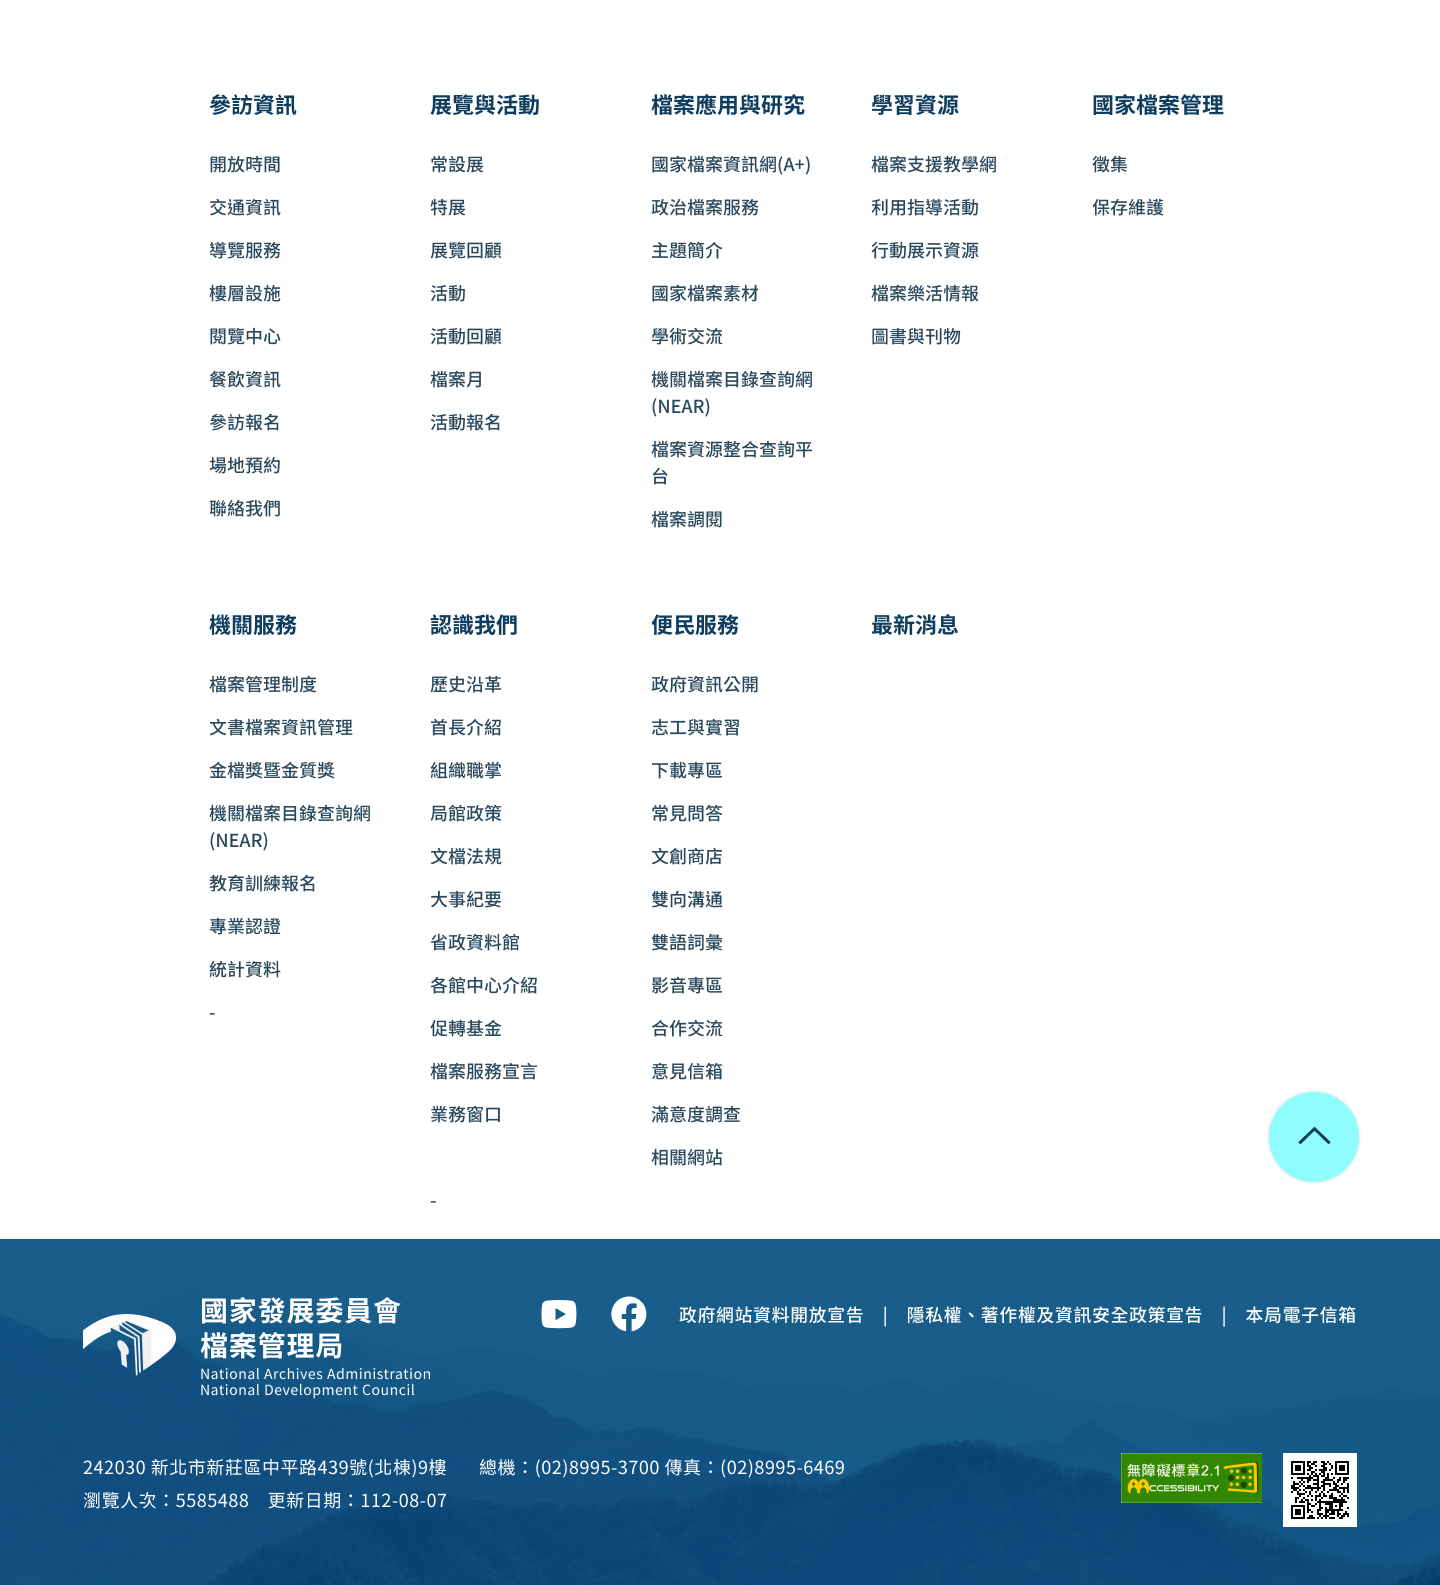 參訪資訊
開放時間
交通資訊
導覽服務
樓層設施
閱覽中心
餐飲資訊
參訪報名
場地預約
聯絡我們
展覽與活動
常設展
特展
展覽回顧
活動
活動回顧
檔案月
活動報名
檔案應用與研究
國家檔案資訊網(A+)
政治檔案服務
主題簡介
國家檔案素材
學術交流
機關檔案目錄查詢網
(NEAR)
檔案資源整合查詢平
台
檔案調閱
學習資源
檔案支援教學網
利用指導活動
行動展示資源
檔案樂活情報
圖書與刊物
國家檔案管理
徵集
保存維護
機關服務
檔案管理制度
文書檔案資訊管理
金檔獎暨金質獎
機關檔案目錄查詢網
(NEAR)
教育訓練報名
專業認證
統計資料
-
認識我們
歷史沿革
首長介紹
組織職掌
局館政策
文檔法規
大事紀要
省政資料館
各館中心介紹
促轉基金
檔案服務宣言
業務窗口
-
便民服務
政府資訊公開
志工與實習
下載專區
常見問答
文創商店
雙向溝通
雙語詞彙
影音專區
合作交流
意見信箱
滿意度調查
相關網站
最新消息
國家發展委員會
檔案管理局
National Archives Administration
National Development Council
政府網站資料開放宣告 | 隱私權、著作權及資訊安全政策宣告 | 本局電子信箱
242030 新北市新莊區中平路439號(北棟)9樓 總機：(02)8995-3700 傳真：(02)8995-6469
瀏覽人次：5585488 更新日期：112-08-07
無障礙標章2.1
ACCESSIBILITY